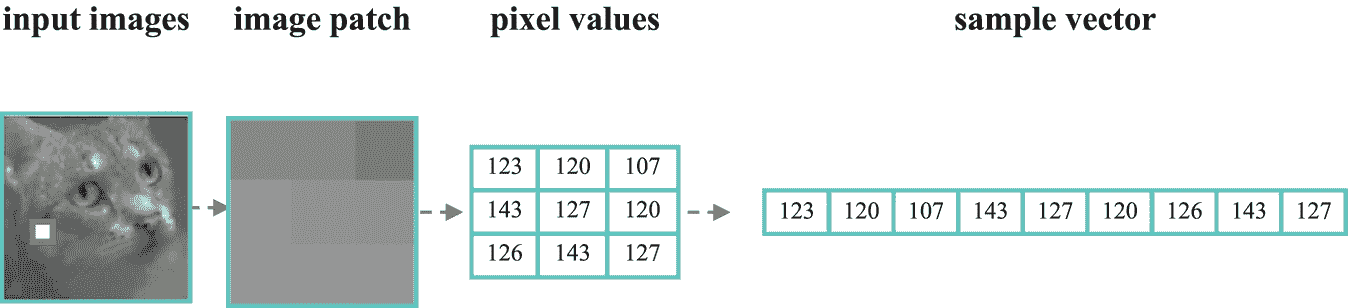 input images image patch pixel values sample vector
123 120 107
143 127 120
126 143 127
123 120 107 143 127 120 126 143 127